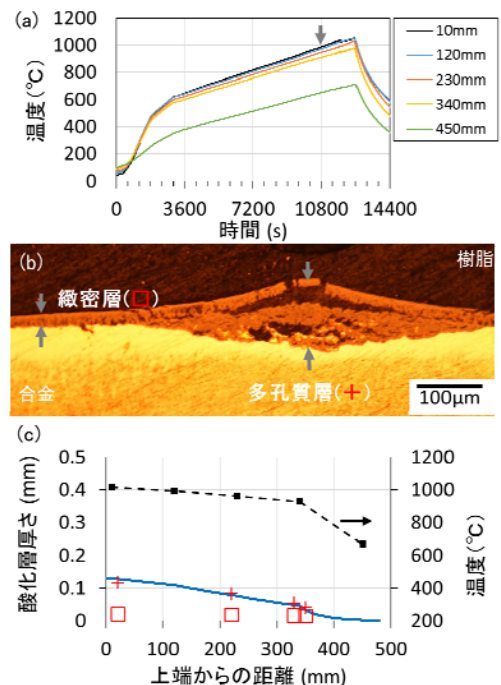 (a)
1200
1000
800
600
400
200
0
温度(℃)
0 3600 7200 10800 14400
時間 (s)
10mm
120mm
230mm
340mm
450mm
(b)
樹脂
緻密層(□)
合金
多孔質層(+)
100μm
(c)
0.5
0.4
0.3
0.2
0.1
0
酸化層厚さ (mm)
1200
1000
800
600
400
200
温度(℃)
0 100 200 300 400 500
上端からの距離 (mm)